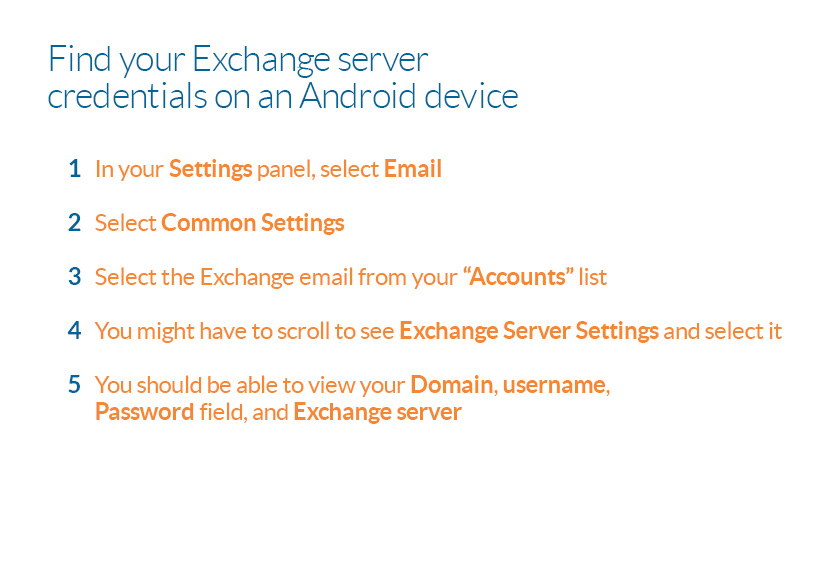 Find your Exchange server
credentials on an Android device
1 In your Settings panel, select Email
2 Select Common Settings
3 Select the Exchange email from your “Accounts” list
4 You might have to scroll to see Exchange Server Settings and select it
5 You should be able to view your Domain, username,
Password field, and Exchange server